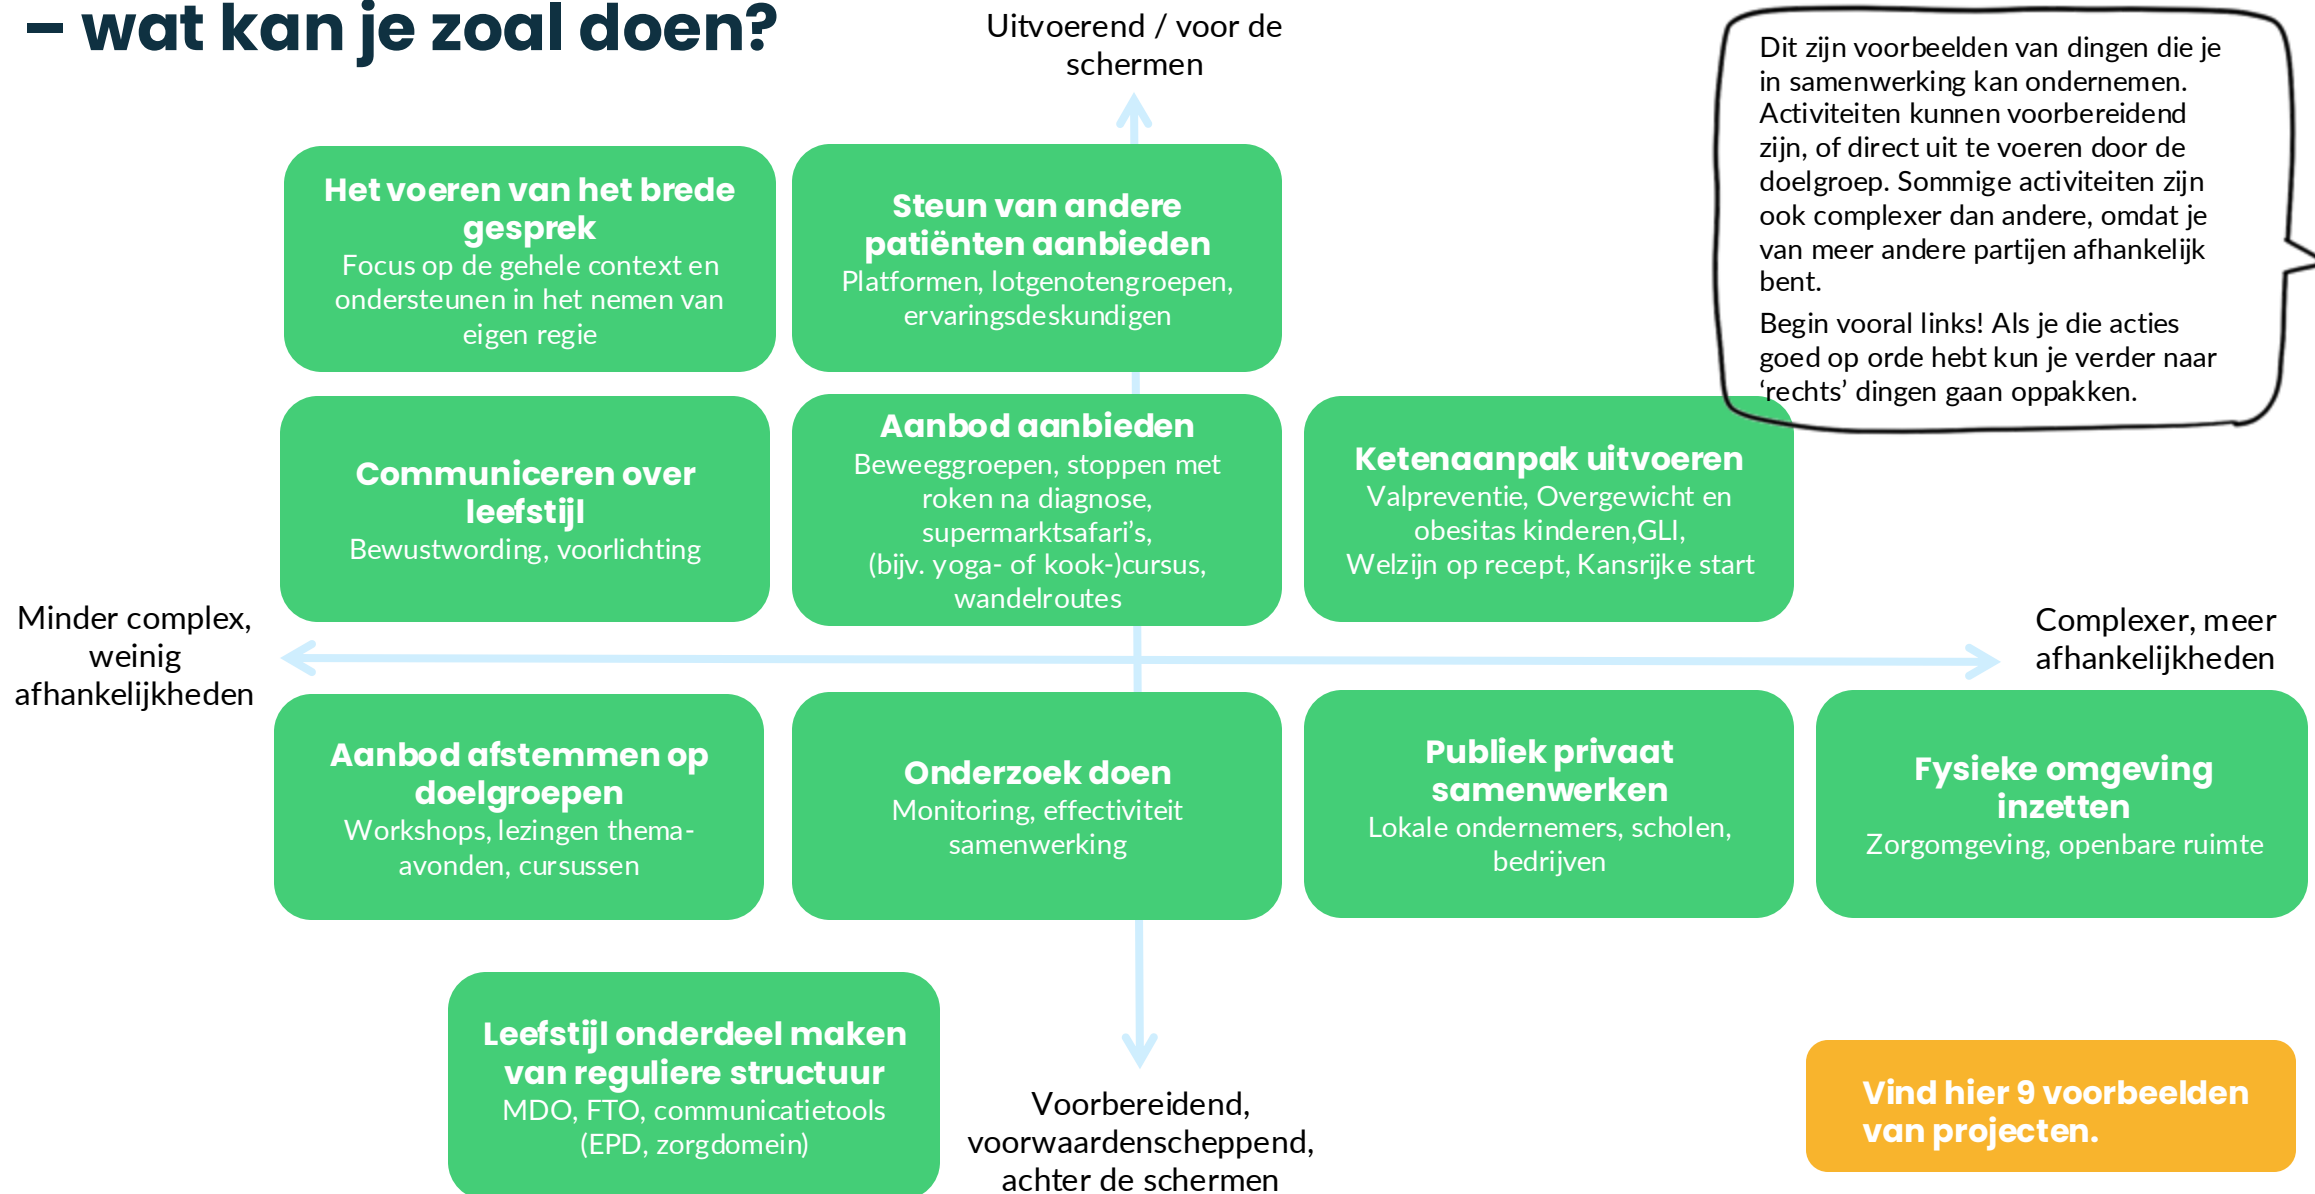 – wat kan je zoal doen?
Uitvoerend / voor de
schermen
Dit zijn voorbeelden van dingen die je
in samenwerking kan ondernemen.
Activiteiten kunnen voorbereidend
zijn, of direct uit te voeren door de
doelgroep. Sommige activiteiten zijn
ook complexer dan andere, omdat je
van meer andere partijen afhankelijk
bent.
Begin vooral links! Als je die acties
goed op orde hebt kun je verder naar
‘rechts’ dingen gaan oppakken.
Het voeren van het brede
gesprek
Focus op de gehele context en
ondersteunen in het nemen van
eigen regie
Steun van andere
patiënten aanbieden
Platformen, lotgenotengroepen,
ervaringsdeskundigen
Communiceren over
leefstijl
Bewustwording, voorlichting
Aanbod aanbieden
Beweeggroepen, stoppen met
roken na diagnose,
supermarktsafari’s,
(bijv. yoga- of kook-)cursus,
wandelroutes
Ketenaanpak uitvoeren
Valpreventie, Overgewicht en
obesitas kinderen,GLI,
Welzijn op recept, Kansrijke start
Minder complex,
weinig
afhankelijkheden
Complexer, meer
afhankelijkheden
Aanbod afstemmen op
doelgroepen
Workshops, lezingen thema-
avonden, cursussen
Onderzoek doen
Monitoring, effectiviteit
samenwerking
Publiek privaat
samenwerken
Lokale ondernemers, scholen,
bedrijven
Fysieke omgeving
inzetten
Zorgomgeving, openbare ruimte
Leefstijl onderdeel maken
van reguliere structuur
MDO, FTO, communicatietools
(EPD, zorgdomein)
Voorbereidend,
voorwaardenscheppend,
achter de schermen
Vind hier 9 voorbeelden
van projecten.